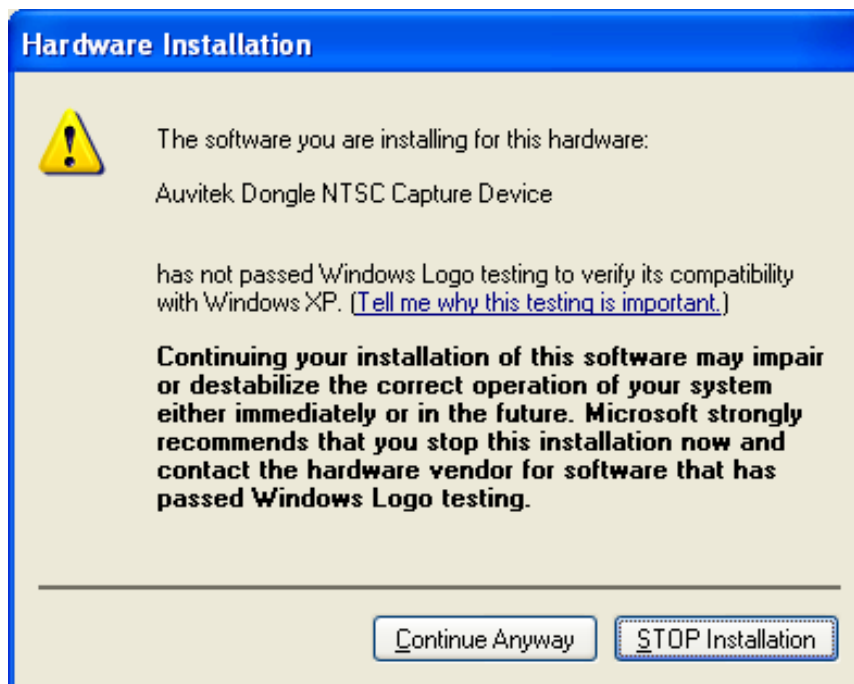 Hardware Installation
The software you are installing for this hardware:
Auvitek Dongle NTSC Capture Device
has not passed Windows Logo testing to verify its compatibility
with Windows XP. (Tell me why this testing is important.)
Continuing your installation of this software may impair
or destabilize the correct operation of your system
either immediately or in the future. Microsoft strongly
recommends that you stop this installation now and
contact the hardware vendor for software that has
passed Windows Logo testing.
Continue Anyway
STOP Installation